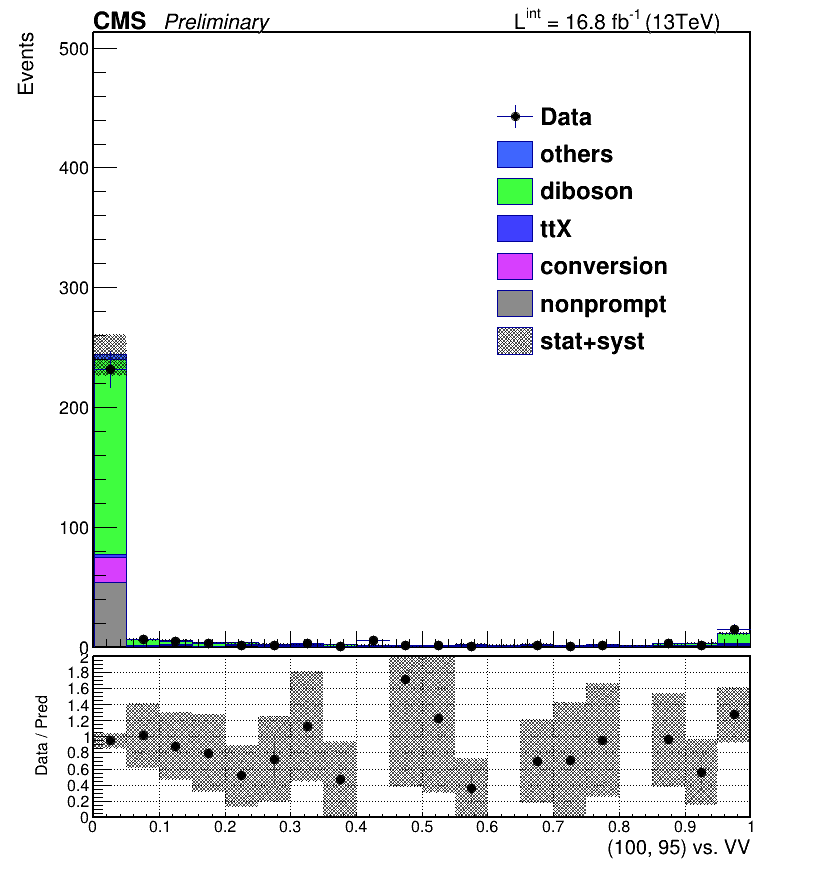 CMS Preliminary L^int = 16.8 fb^-1 (13TeV)
Events
500
400
300
200
100
0
Data
others
diboson
ttX
conversion
nonprompt
stat+syst
Data / Pred
2
1.8
1.6
1.4
1.2
1
0.8
0.6
0.4
0.2
0
0 0.1 0.2 0.3 0.4 0.5 0.6 0.7 0.8 0.9 1
(100, 95) vs. VV